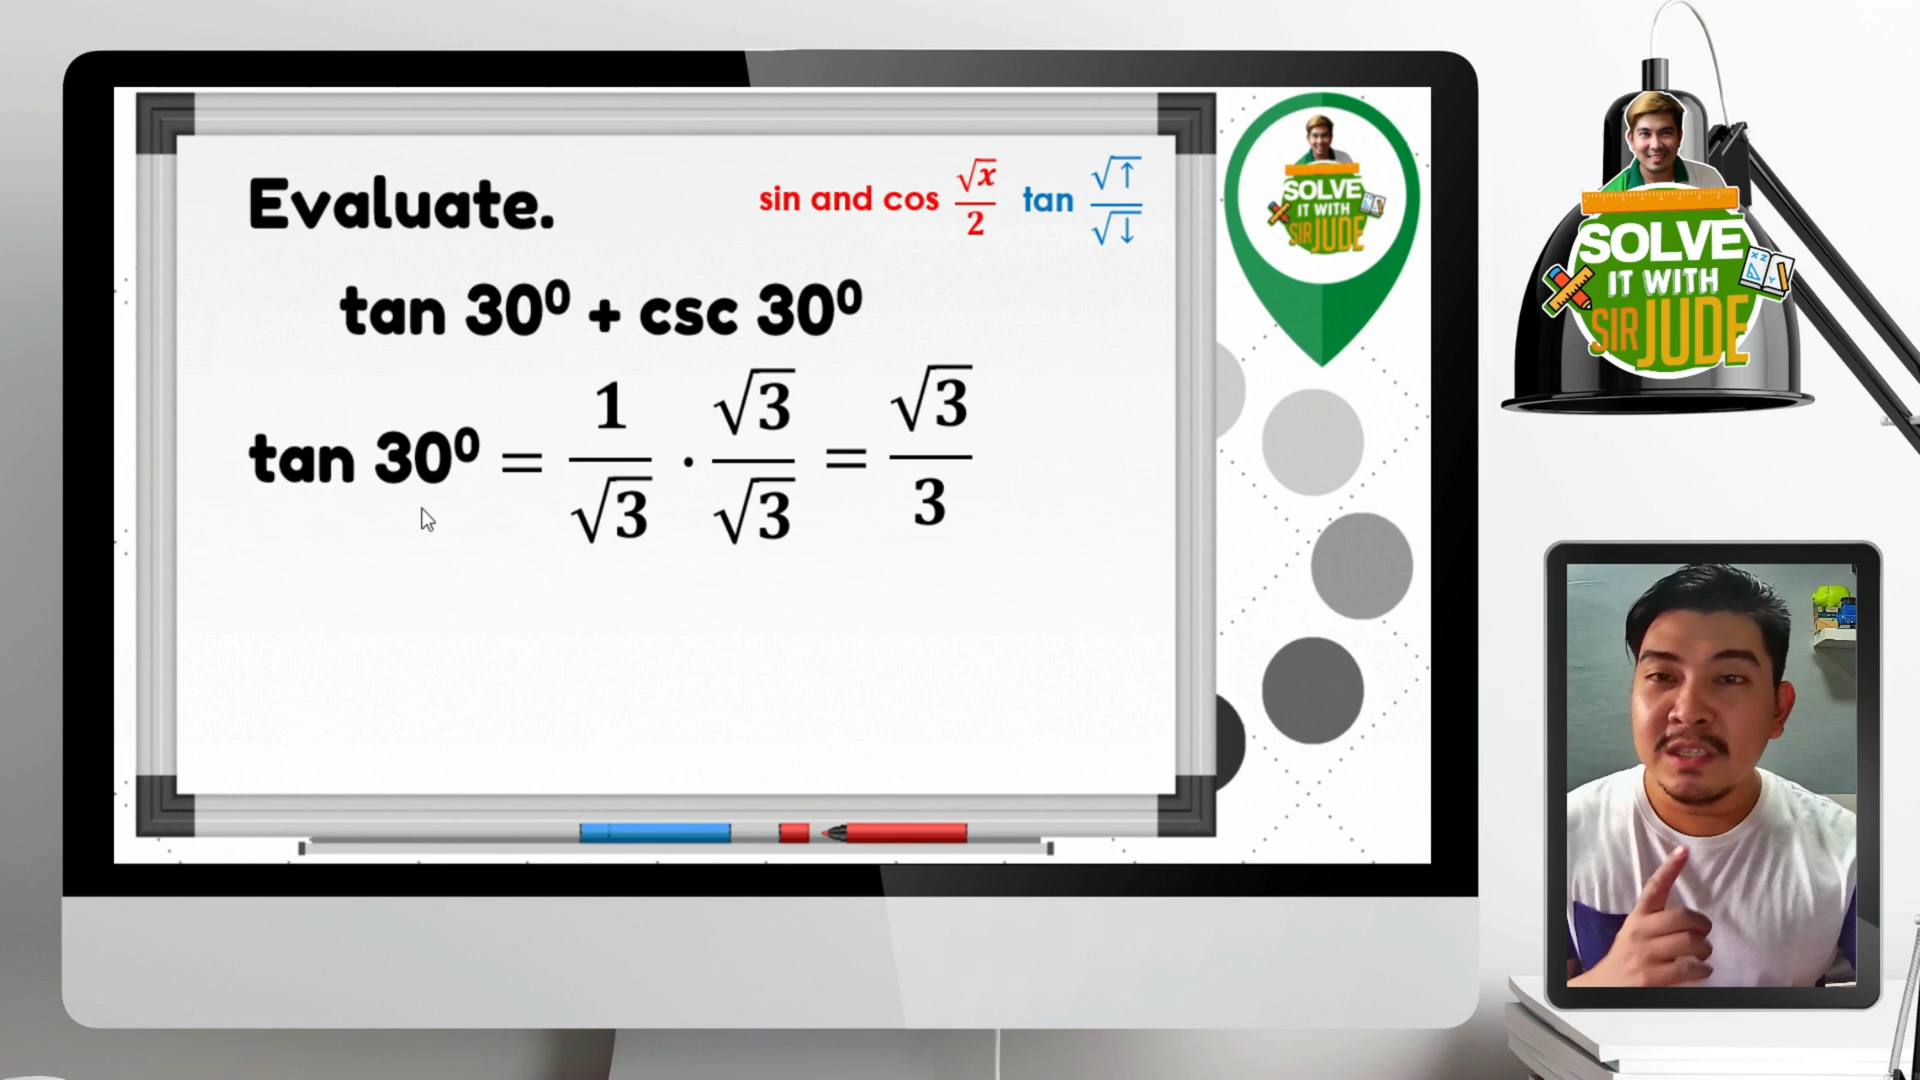 Evaluate.
sin and cos √x/2 tan √↑/√↓
tan 30⁰ + csc 30⁰
tan 30⁰ = 1/√3 · √3/√3 = √3/3
SOLVE
IT WITH
SIR JUDE
SOLVE
IT WITH
SIR JUDE